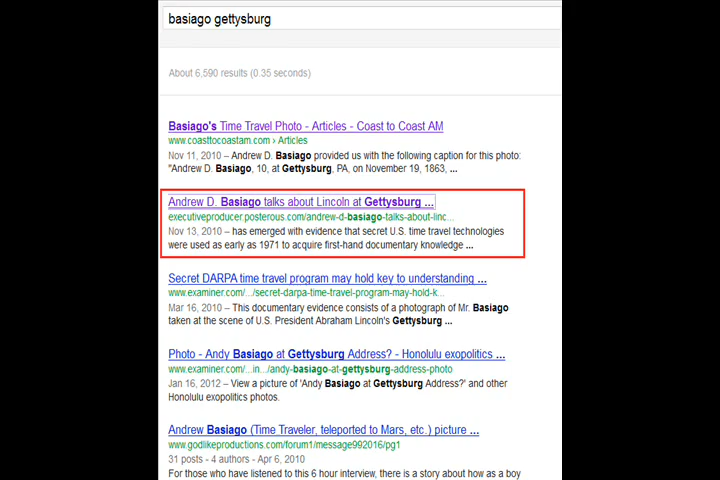 basiago gettysburg
About 6,590 results (0.35 seconds)
Basiago's Time Travel Photo - Articles - Coast to Coast AM
www.coasttocoastam.com › Articles
Nov 11, 2010 – Andrew D. Basiago provided us with the following caption for this photo:
"Andrew D. Basiago, 10, at Gettysburg, PA, on November 19, 1863, ...
Andrew D. Basiago talks about Lincoln at Gettysburg ...
executiveproducer.posterous.com/andrew-d-basiago-talks-about-linc...
Nov 13, 2010 – has emerged with evidence that secret U.S. time travel technologies
were used as early as 1971 to acquire first-hand documentary knowledge ...
Secret DARPA time travel program may hold key to understanding ...
www.examiner.com/.../secret-darpa-time-travel-program-may-hold-k...
Mar 16, 2010 – This documentary evidence consists of a photograph of Mr. Basiago
taken at the scene of U.S. President Abraham Lincoln's Gettysburg ...
Photo - Andy Basiago at Gettysburg Address? - Honolulu exopolitics ...
www.examiner.com/...in.../andy-basiago-at-gettysburg-address-photo
Jan 16, 2012 – View a picture of 'Andy Basiago at Gettysburg Address?' and other
Honolulu exopolitics photos.
Andrew Basiago (Time Traveler, teleported to Mars, etc.) picture ...
www.godlikeproductions.com/forum1/message992016/pg1
31 posts - 4 authors - Apr 6, 2010
For those who have listened to this 6 hour interview, there is a story about how as a boy